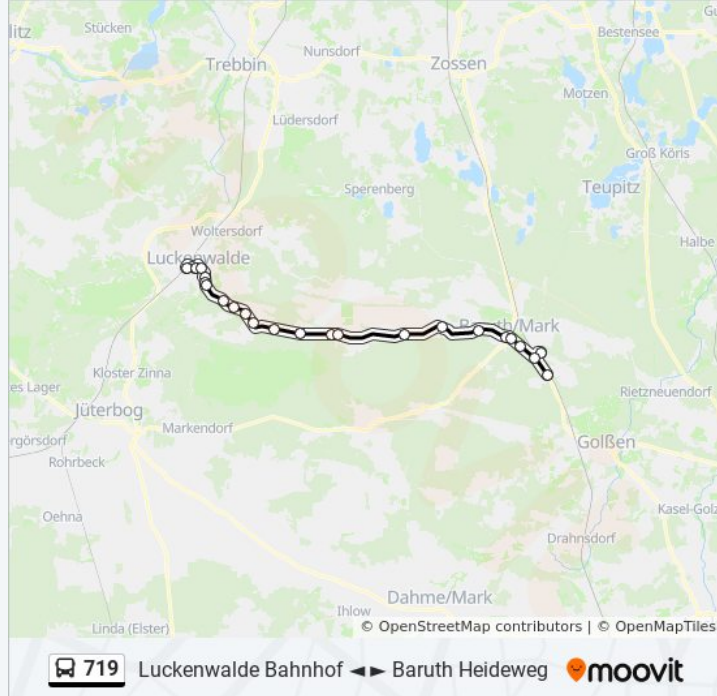 litz
Stücken
Gu
Bestensee
Trebbin
Nunsdorf
Zossen
Motzen
Lüdersdorf
Groß Köris
Sperenberg
Teupitz
Woltersdorf
Luckenwalde
Halbe
Baruth/Mark
es Lager
Kloster Zinna
Jüterbog
Rietzneuendorf
Markendorf
ergörsdorf
Golßen
Rohrbeck
Kasel-Golz
Oehna
Drahnsdorf
Dahme/Mark
Ihlow
Linda (Elster)
© OpenStreetMap contributors | © OpenMapTiles
719 Luckenwalde Bahnhof ◄ ► Baruth Heideweg moovit